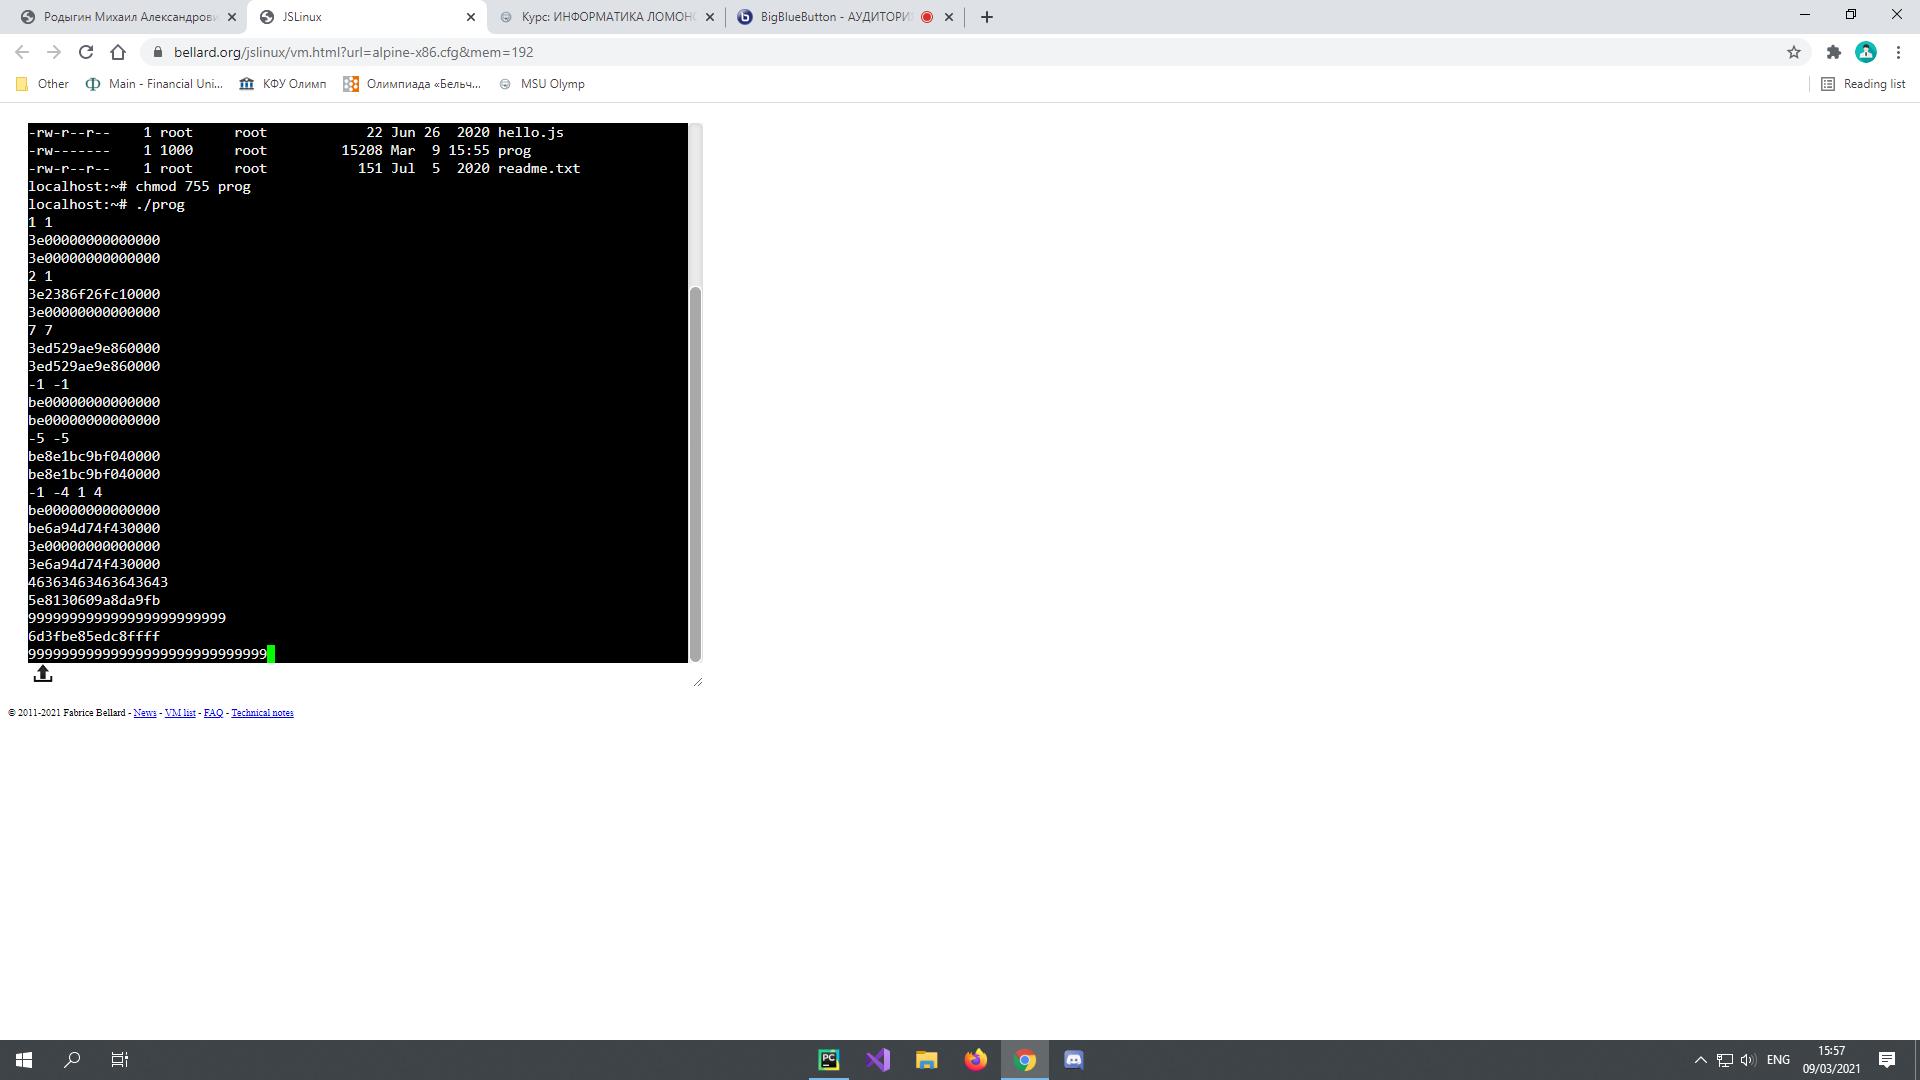 Родыгин Михаил Александрови
JSLinux
Курс: ИНФОРМАТИКА ЛОМОНО
BigBlueButton - АУДИТОРИ
bellard.org/jslinux/vm.html?url=alpine-x86.cfg&mem=192
Other
Main - Financial Uni...
КФУ Олимп
Олимпиада «Бельч...
MSU Olymp
Reading list
-rw-r--r-- 1 root root 22 Jun 26 2020 hello.js
-rw------- 1 1000 root 15208 Mar 9 15:55 prog
-rw-r--r-- 1 root root 151 Jul 5 2020 readme.txt
localhost:~# chmod 755 prog
localhost:~# ./prog
1 1
3e00000000000000
3e00000000000000
2 1
3e2386f26fc10000
3e00000000000000
7 7
3ed529ae9e860000
3ed529ae9e860000
-1 -1
be00000000000000
be00000000000000
-5 -5
be8e1bc9bf040000
be8e1bc9bf040000
-1 -4 1 4
be00000000000000
be6a94d74f430000
3e00000000000000
3e6a94d74f430000
46363463463643643
5e8130609a8da9fb
999999999999999999999999
6d3fbe85edc8ffff
99999999999999999999999999999
© 2011-2021 Fabrice Bellard - News - VM list - FAQ - Technical notes
PC
ENG
15:57
09/03/2021